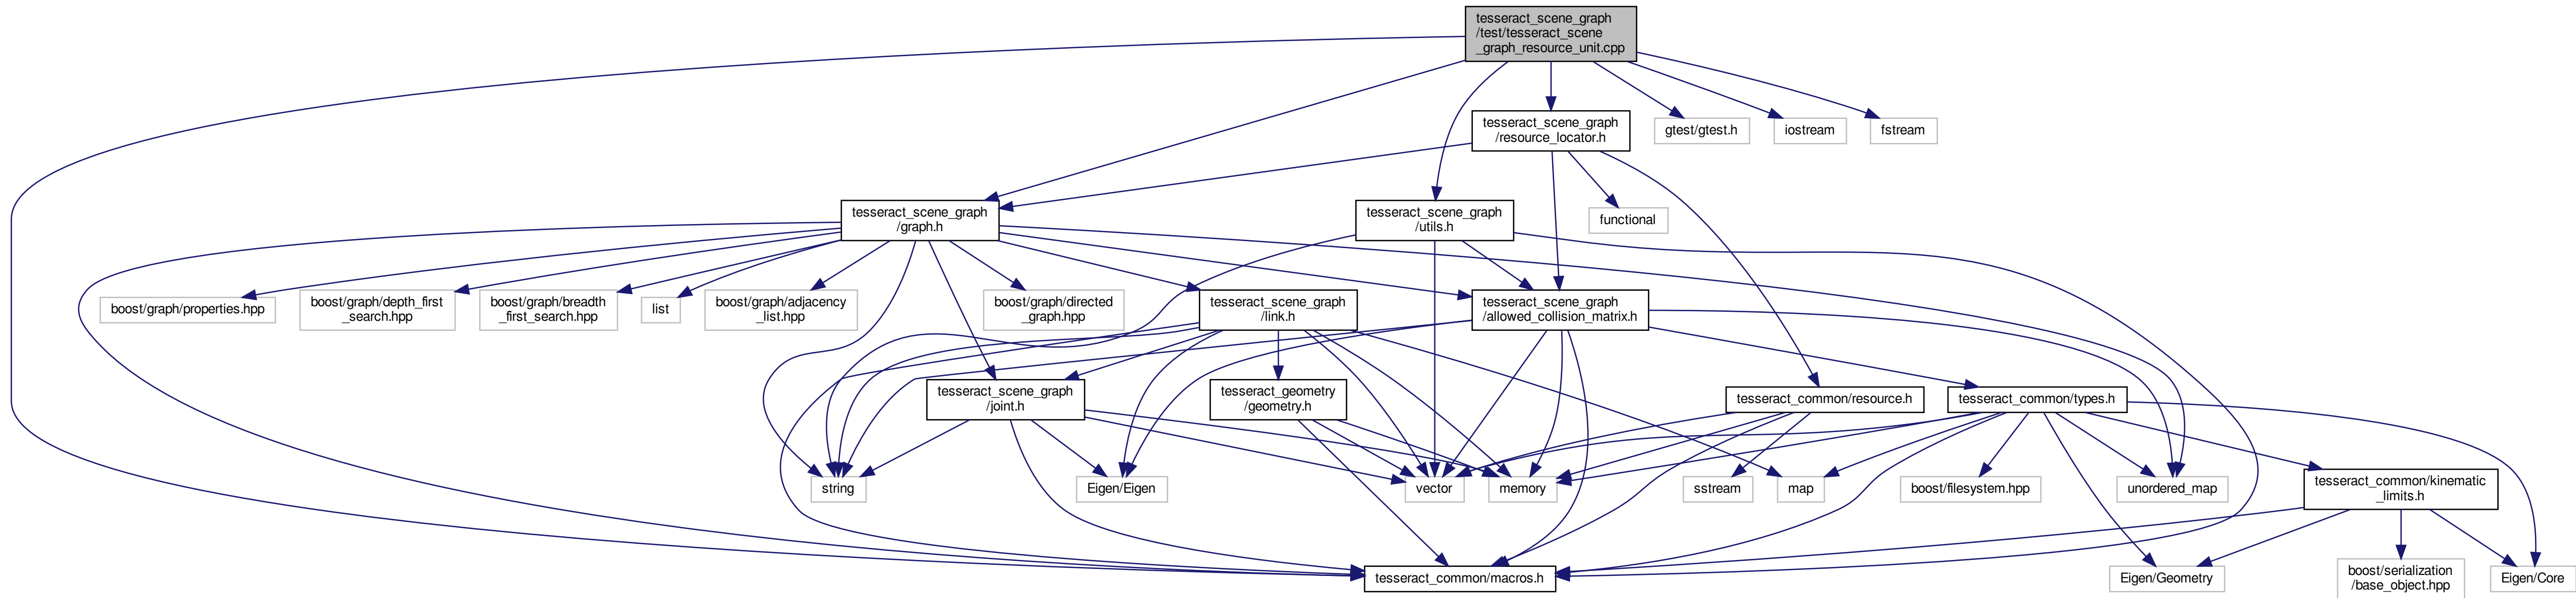 tesseract_scene_graph
/test/tesseract_scene
_graph_resource_unit.cpp
tesseract_scene_graph
/resource_locator.h
gtest/gtest.h
iostream
fstream
tesseract_scene_graph
/graph.h
tesseract_scene_graph
/utils.h
functional
boost/graph/properties.hpp
boost/graph/depth_first
_search.hpp
boost/graph/breadth
_first_search.hpp
list
boost/graph/adjacency
_list.hpp
boost/graph/directed
_graph.hpp
tesseract_scene_graph
/link.h
tesseract_scene_graph
/allowed_collision_matrix.h
tesseract_scene_graph
/joint.h
tesseract_geometry
/geometry.h
tesseract_common/resource.h
tesseract_common/types.h
string
Eigen/Eigen
vector
memory
sstream
map
boost/filesystem.hpp
unordered_map
tesseract_common/kinematic
_limits.h
tesseract_common/macros.h
Eigen/Geometry
boost/serialization
/base_object.hpp
Eigen/Core